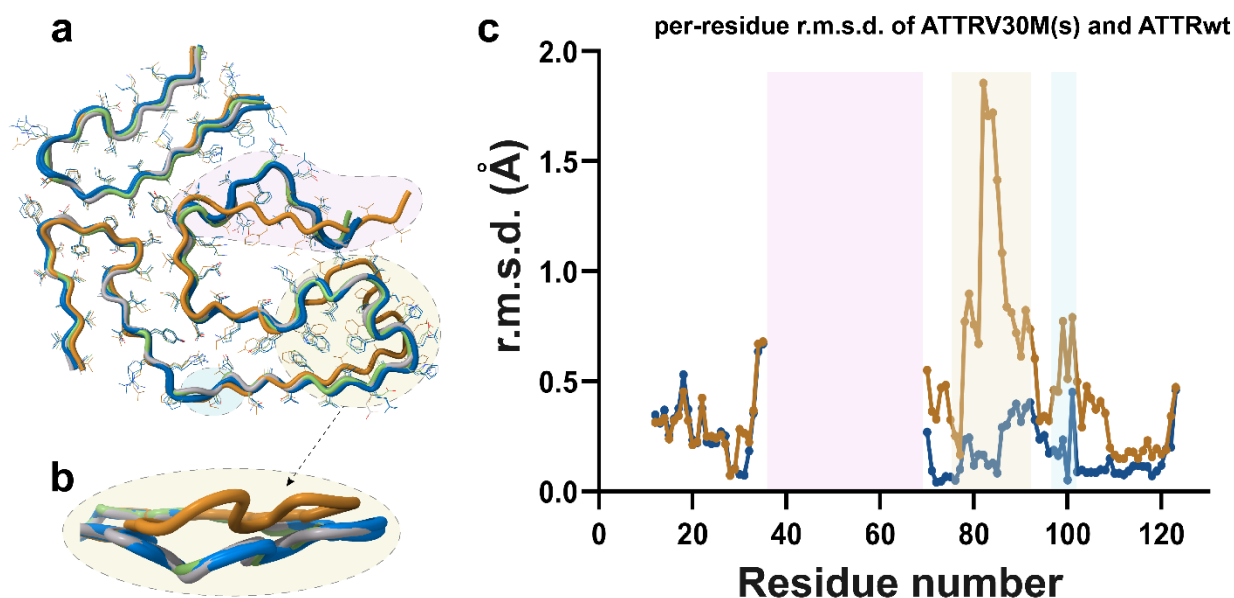 a
b
c
per-residue r.m.s.d. of ATTRV30M(s) and ATTRwt
2.0
1.5
1.0
0.5
0.0
r.m.s.d. (Å)
0 20 40 60 80 100 120
Residue number